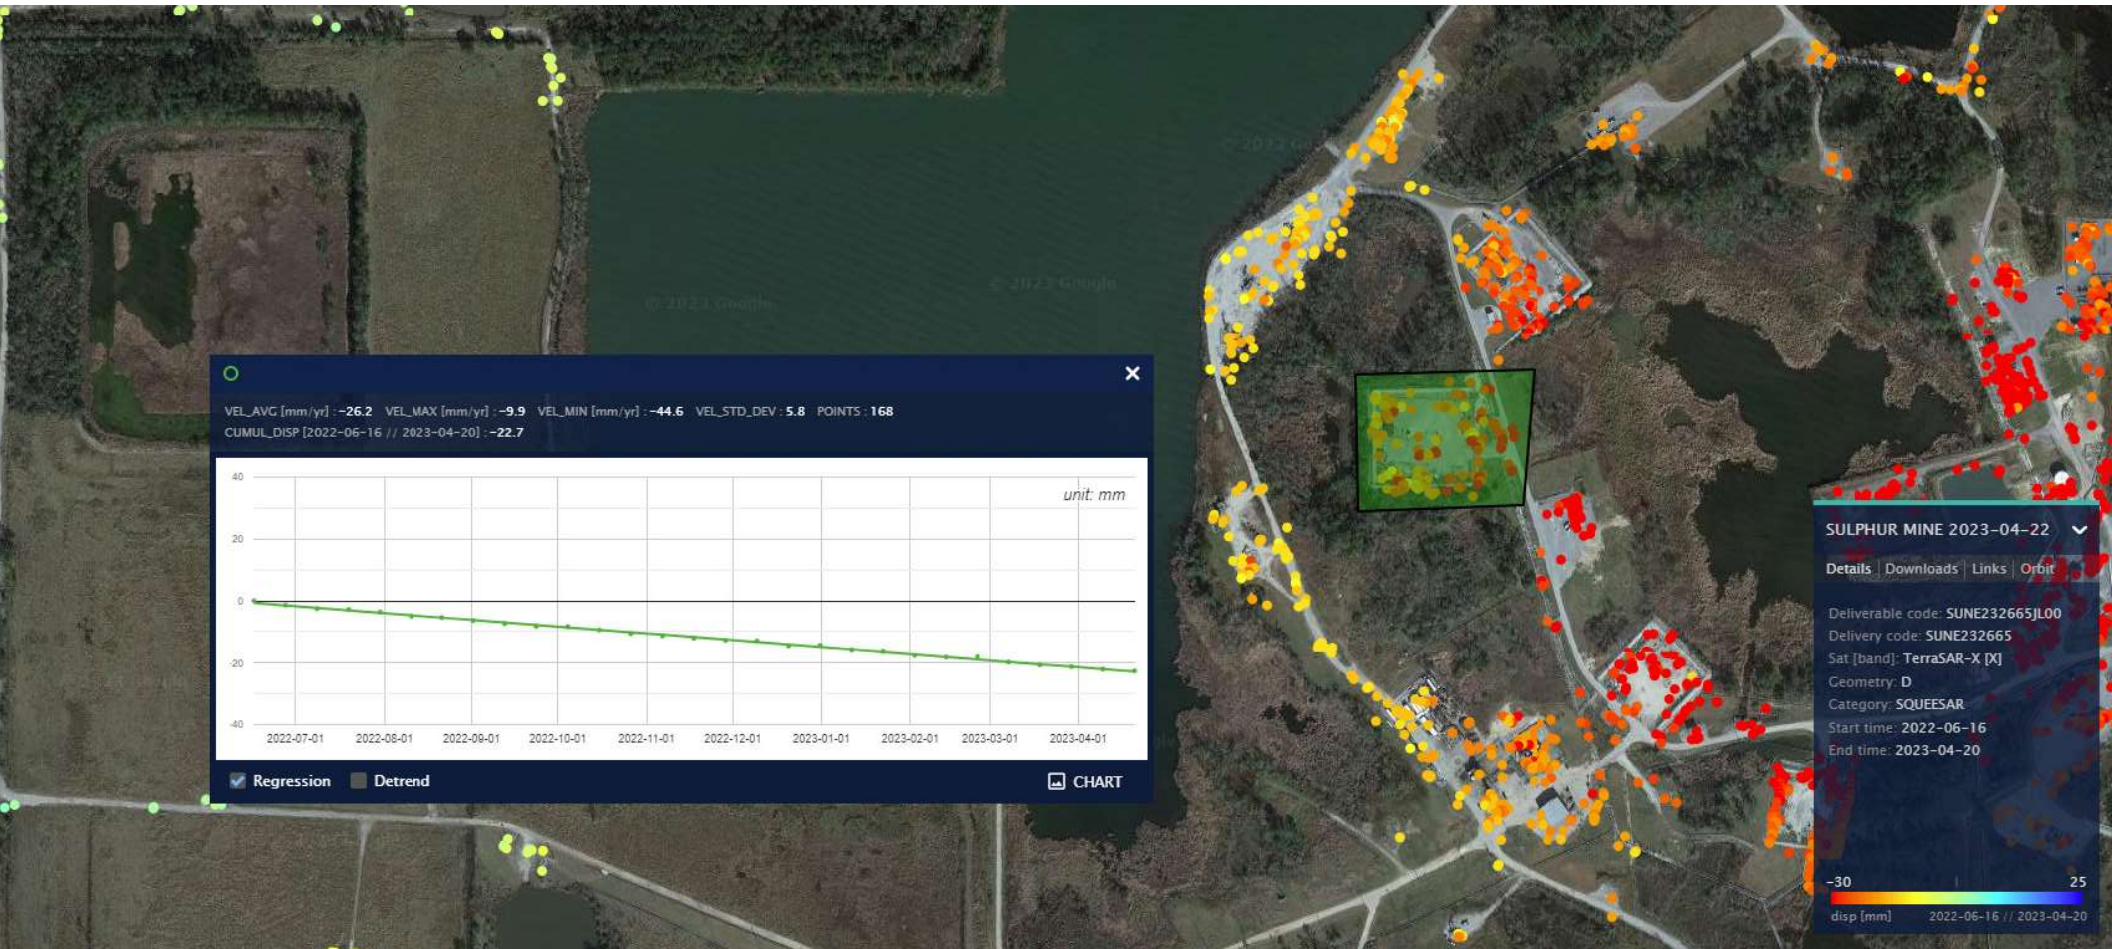 © 2023 Google
© 2023 Google
VEL_AVG [mm/yr] : -26.2 VEL_MAX [mm/yr] : -9.9 VEL_MIN [mm/yr] : -44.6 VEL_STD_DEV : 5.8 POINTS : 168
CUMUL_DISP [2022-06-16 // 2023-04-20] : -22.7
unit: mm
40
20
0
-20
-40
2022-07-01 2022-08-01 2022-09-01 2022-10-01 2022-11-01 2022-12-01 2023-01-01 2023-02-01 2023-03-01 2023-04-01
Regression Detrend CHART
SULPHUR MINE 2023-04-22
Details | Downloads | Links | Orbit
Deliverable code: SUNE232665JL00
Delivery code: SUNE232665
Sat [band]: TerraSAR-X [X]
Geometry: D
Category: SQUEESAR
Start time: 2022-06-16
End time: 2023-04-20
-30 25
disp [mm] 2022-06-16 // 2023-04-20